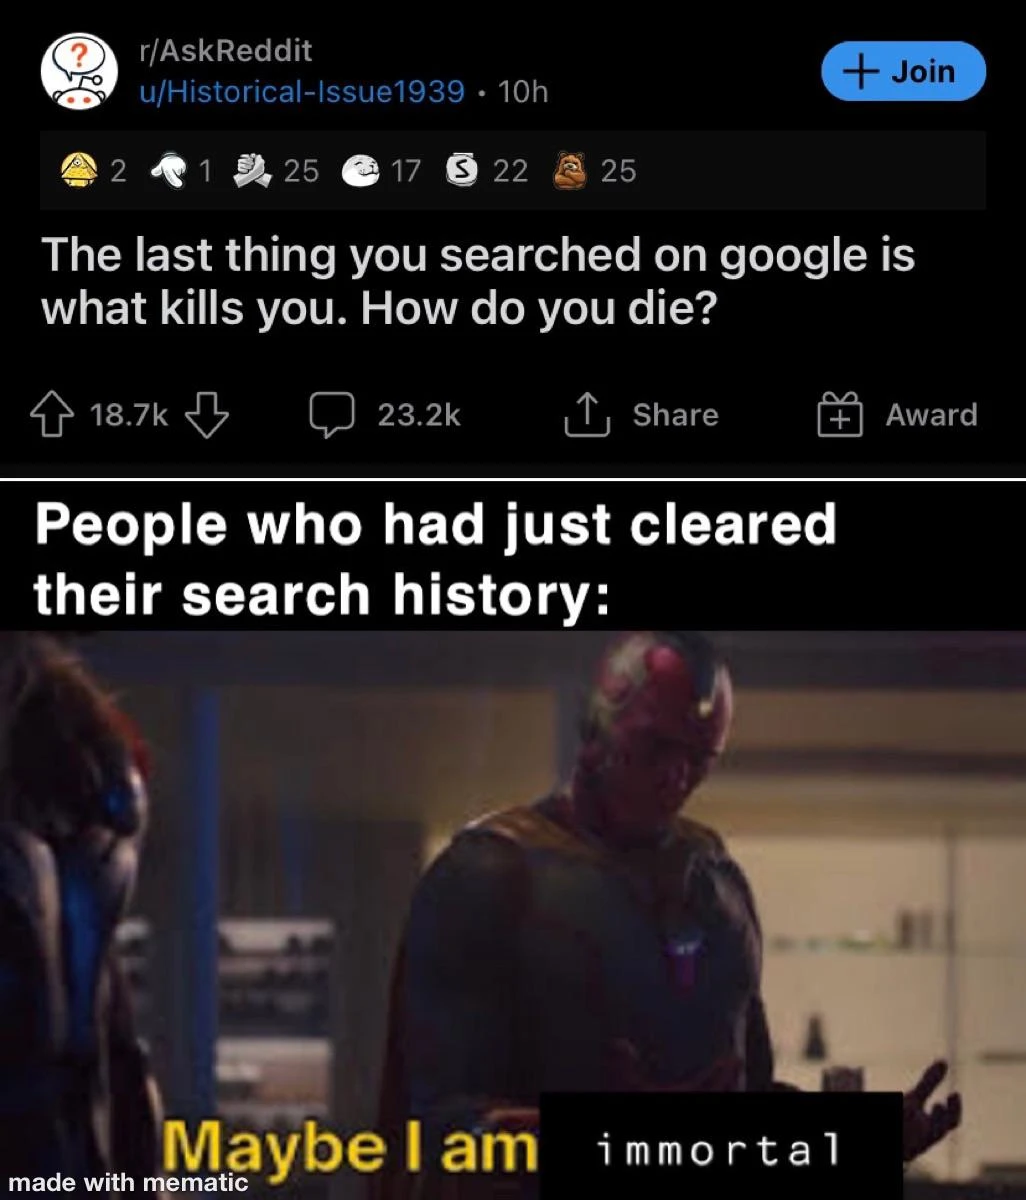 r/AskReddit
u/Historical-Issue1939 • 10h
+ Join
2 1 25 17 22 25
The last thing you searched on google is
what kills you. How do you die?
18.7k 23.2k Share Award
People who had just cleared
their search history:
Maybe I am immortal
made with mematic